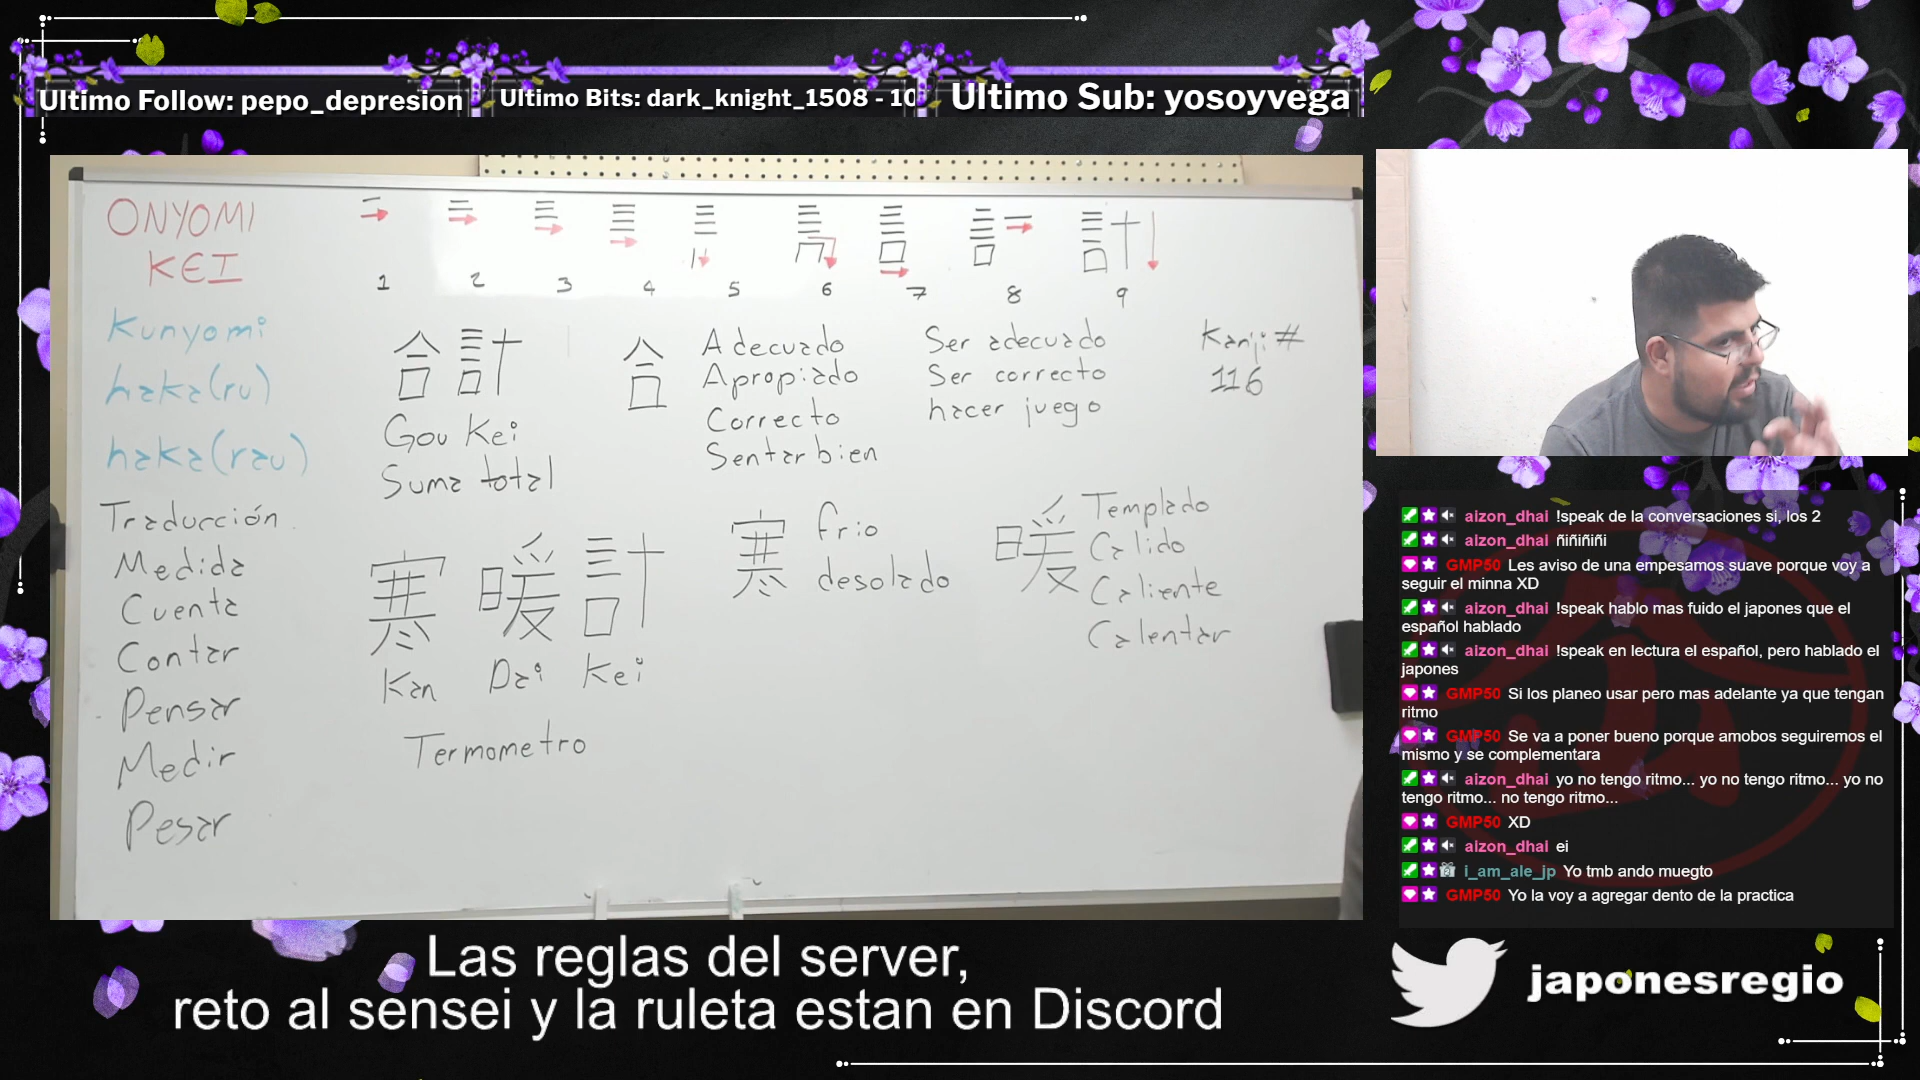 Ultimo Follow: pepo_depresion
Ultimo Bits: dark_knight_1508 - 10
Ultimo Sub: yosoyvega
ONYOMI
KEI
Kunyomi
haka(ru)
haka(rau)
Traducción
Medida
Cuenta
Contar
Pensar
Medir
Pesar
1 2 3 4 5 6 7 8 9
合計
Gou Kei
Suma total
合
Adecuado
Apropiado
Correcto
Sentar bien
Ser adecuado
Ser correcto
hacer juego
Kanji #
116
寒暖計
Kan Dai Kei
Termometro
寒
frio
desolado
暖
Templado
Calido
Caliente
Calentar
aizon_dhai !speak de la conversaciones si, los 2
aizon_dhai ñiñiñiñi
GMP50 Les aviso de una empesamos suave porque voy a
seguir el minna XD
aizon_dhai !speak hablo mas fuido el japones que el
español hablado
aizon_dhai !speak en lectura el español, pero hablado el
japones
GMP50 Si los planeo usar pero mas adelante ya que tengan
ritmo
GMP50 Se va a poner bueno porque amobos seguiremos el
mismo y se complementara
aizon_dhai yo no tengo ritmo... yo no tengo ritmo... yo no
tengo ritmo... no tengo ritmo...
GMP50 XD
aizon_dhai ei
i_am_ale_jp Yo tmb ando muegto
GMP50 Yo la voy a agregar dento de la practica
Las reglas del server,
reto al sensei y la ruleta estan en Discord
japonesregio